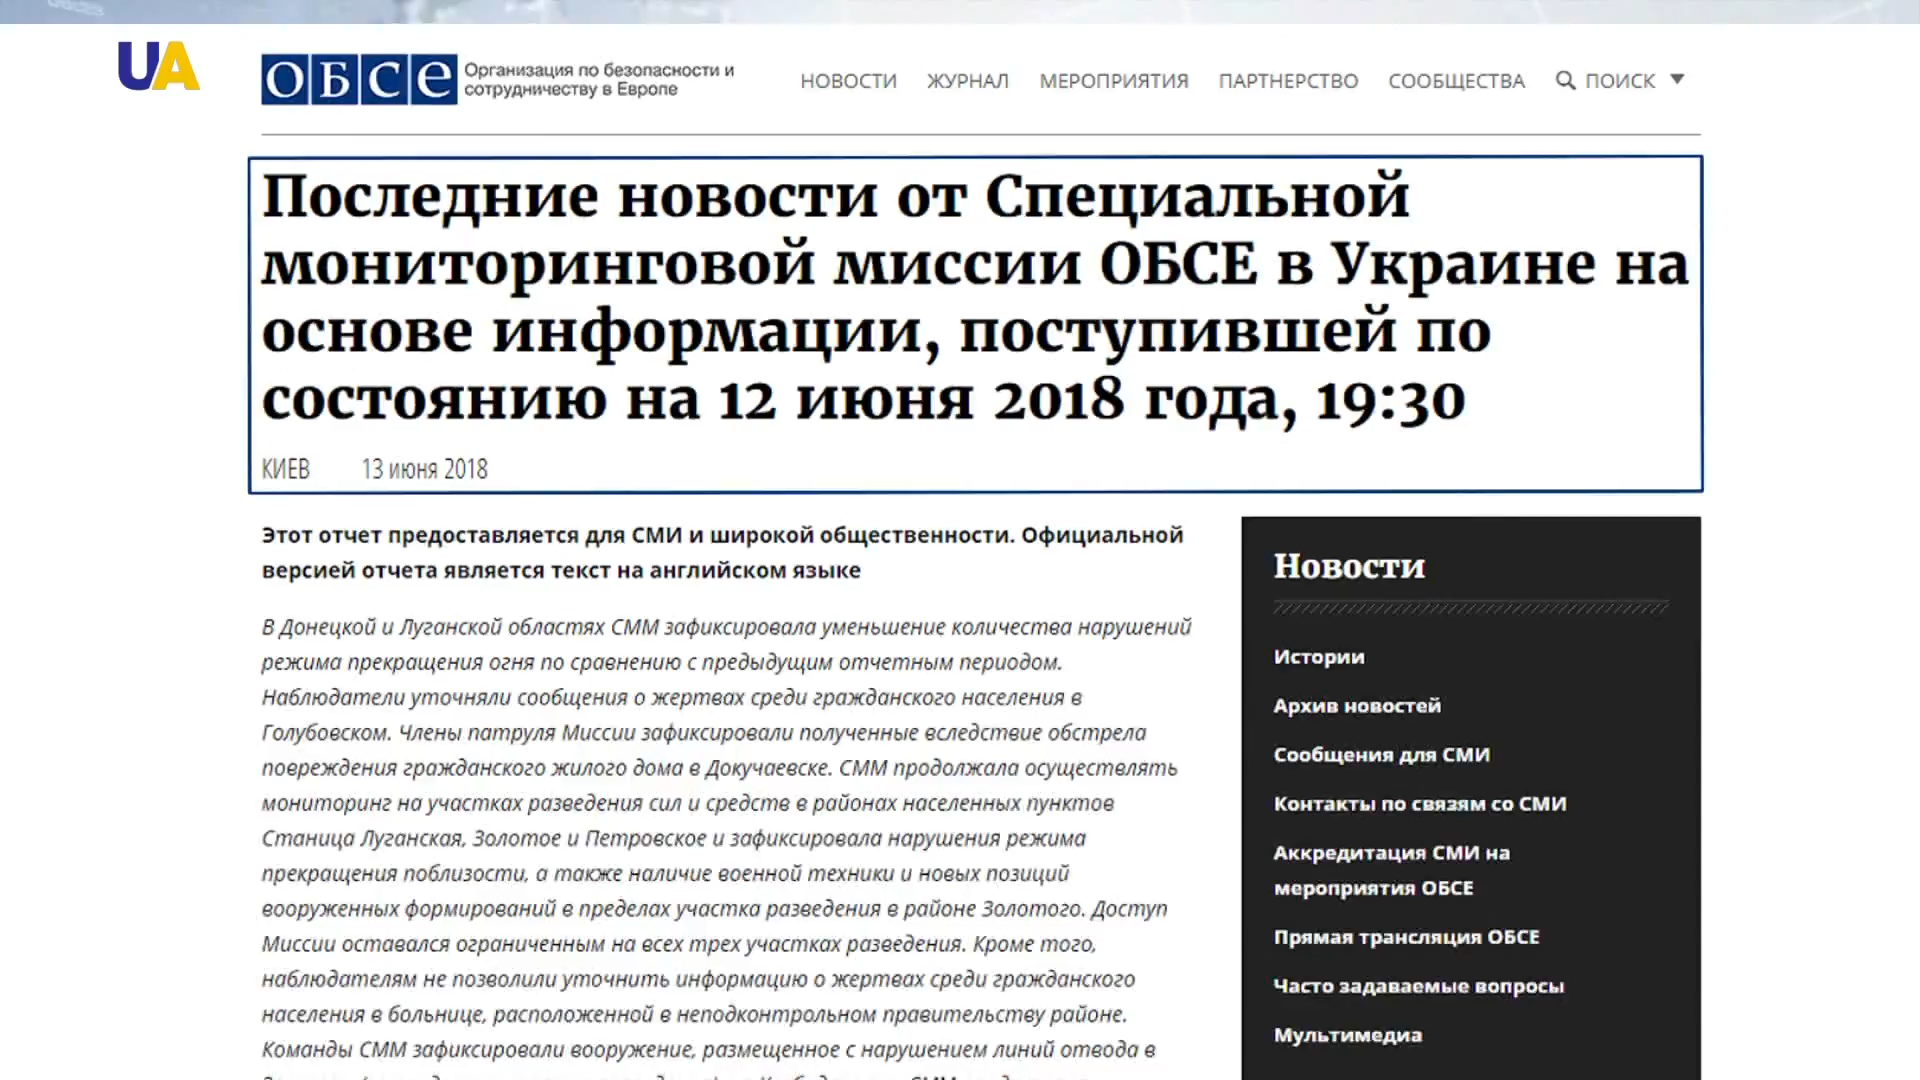 UA
ОБСЕ
Организация по безопасности и
сотрудничеству в Европе
НОВОСТИ ЖУРНАЛ МЕРОПРИЯТИЯ ПАРТНЕРСТВО СООБЩЕСТВА ПОИСК
Последние новости от Специальной
мониторинговой миссии ОБСЕ в Украине на
основе информации, поступившей по
состоянию на 12 июня 2018 года, 19:30
КИЕВ 13 июня 2018
Этот отчет предоставляется для СМИ и широкой общественности. Официальной
версией отчета является текст на английском языке
В Донецкой и Луганской областях СММ зафиксировала уменьшение количества нарушений
режима прекращения огня по сравнению с предыдущим отчетным периодом.
Наблюдатели уточняли сообщения о жертвах среди гражданского населения в
Голубовском. Члены патруля Миссии зафиксировали полученные вследствие обстрела
повреждения гражданского жилого дома в Докучаевске. СММ продолжала осуществлять
мониторинг на участках разведения сил и средств в районах населенных пунктов
Станица Луганская, Золотое и Петровское и зафиксировала нарушения режима
прекращения поблизости, а также наличие военной техники и новых позиций
вооруженных формирований в пределах участка разведения в районе Золотого. Доступ
Миссии оставался ограниченным на всех трех участках разведения. Кроме того,
наблюдателям не позволили уточнить информацию о жертвах среди гражданского
населения в больнице, расположенной в неподконтрольном правительству районе.
Команды СММ зафиксировали вооружение, размещенное с нарушением линий отвода в
Новости
Истории
Архив новостей
Сообщения для СМИ
Контакты по связям со СМИ
Аккредитация СМИ на
мероприятия ОБСЕ
Прямая трансляция ОБСЕ
Часто задаваемые вопросы
Мультимедиа